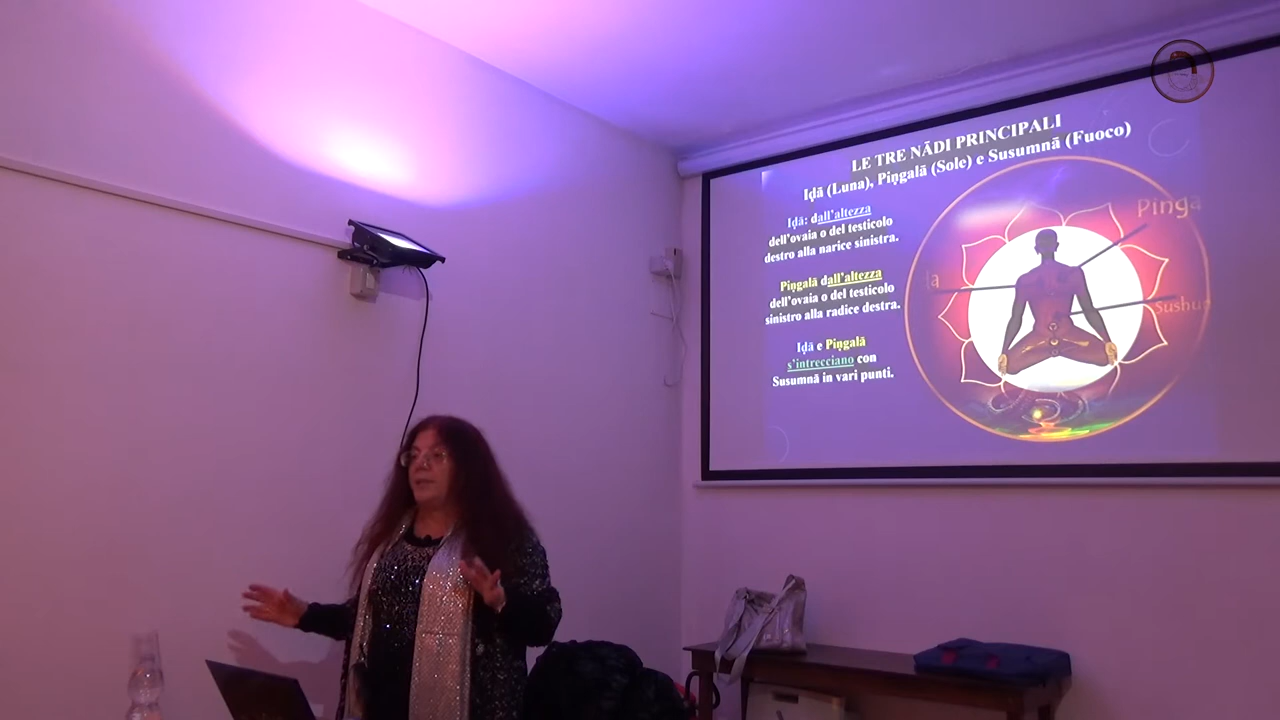 LE TRE NĀDI PRINCIPALI
Iḍā (Luna), Piṇgalā (Sole) e Susumnā (Fuoco)
Iḍā: dall'altezza
dell'ovaia o del testicolo
destro alla narice sinistra.
Piṇgalā dall'altezza
dell'ovaia o del testicolo
sinistro alla radice destra.
Iḍā e Piṇgalā
s'intrecciano con
Susumnā in vari punti.
Pinga
la
Sushu